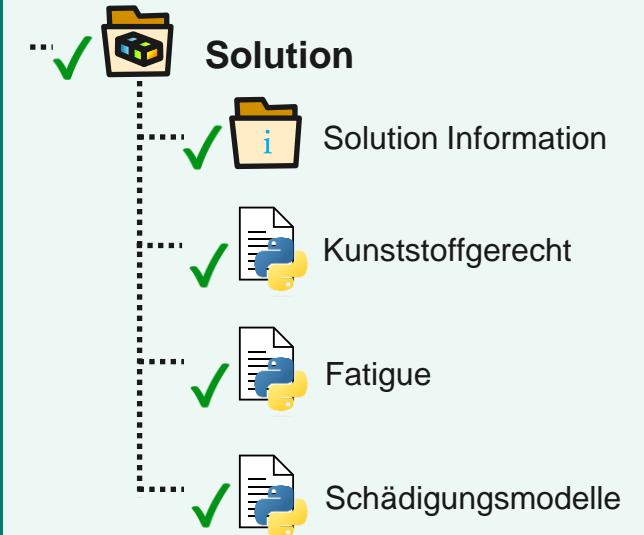 Solution
i
Solution Information
Kunststoffgerecht
Fatigue
Schädigungsmodelle